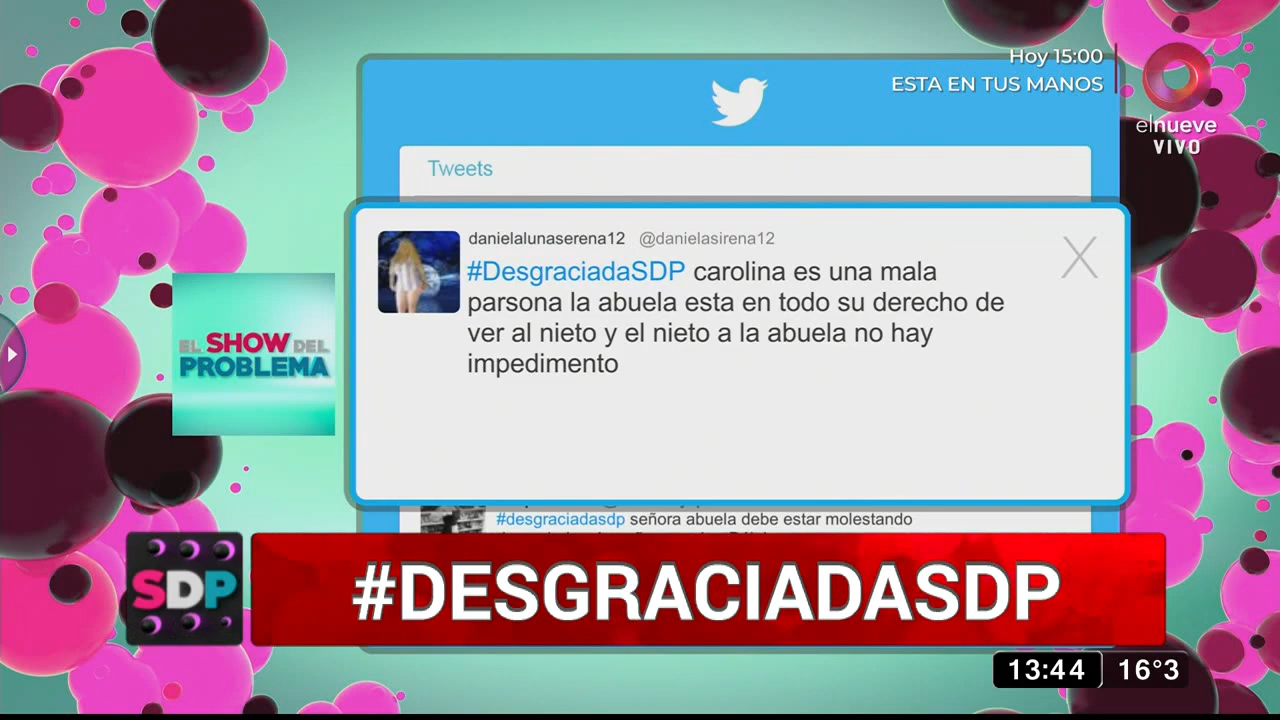 Hoy 15:00
ESTA EN TUS MANOS
elnueve
VIVO
Tweets
danielalunaserena12 @danielasirena12
#DesgraciadaSDP carolina es una mala
parsona la abuela esta en todo su derecho de
ver al nieto y el nieto a la abuela no hay
impedimento
EL SHOW DEL
PROBLEMA
#desgraciadasdp señora abuela debe estar molestando
SDP
#DESGRACIADASDP
13:44 16°3